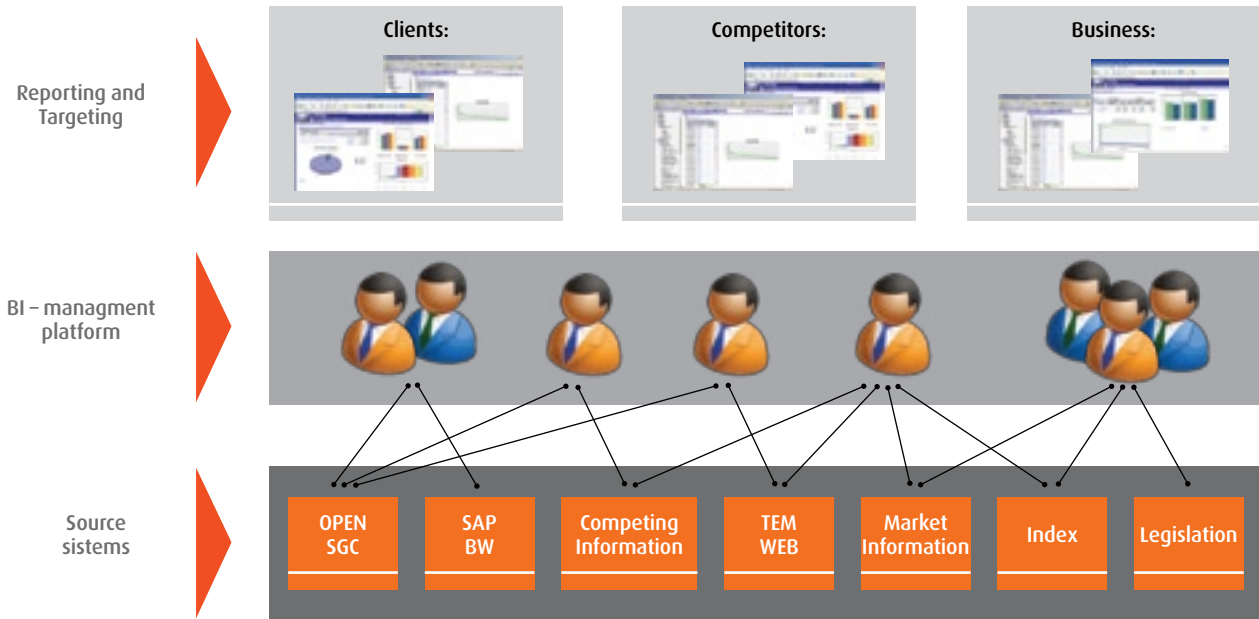 Clients:
Competitors:
Business:
Reporting and
Targeting
BI – managment
platform
Source
sistems
OPEN
SGC
SAP
BW
Competing
Information
TEM
WEB
Market
Information
Index
Legislation